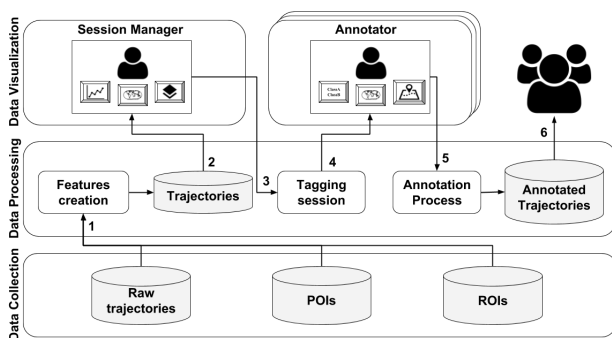 Data Visualization
Session Manager
Annotator
ClassA
ClassB
6
Data Processing
2
3
4
5
Features
creation
Trajectories
Tagging
session
Annotation
Process
Annotated
Trajectories
1
Data Collection
Raw
trajectories
POIs
ROIs